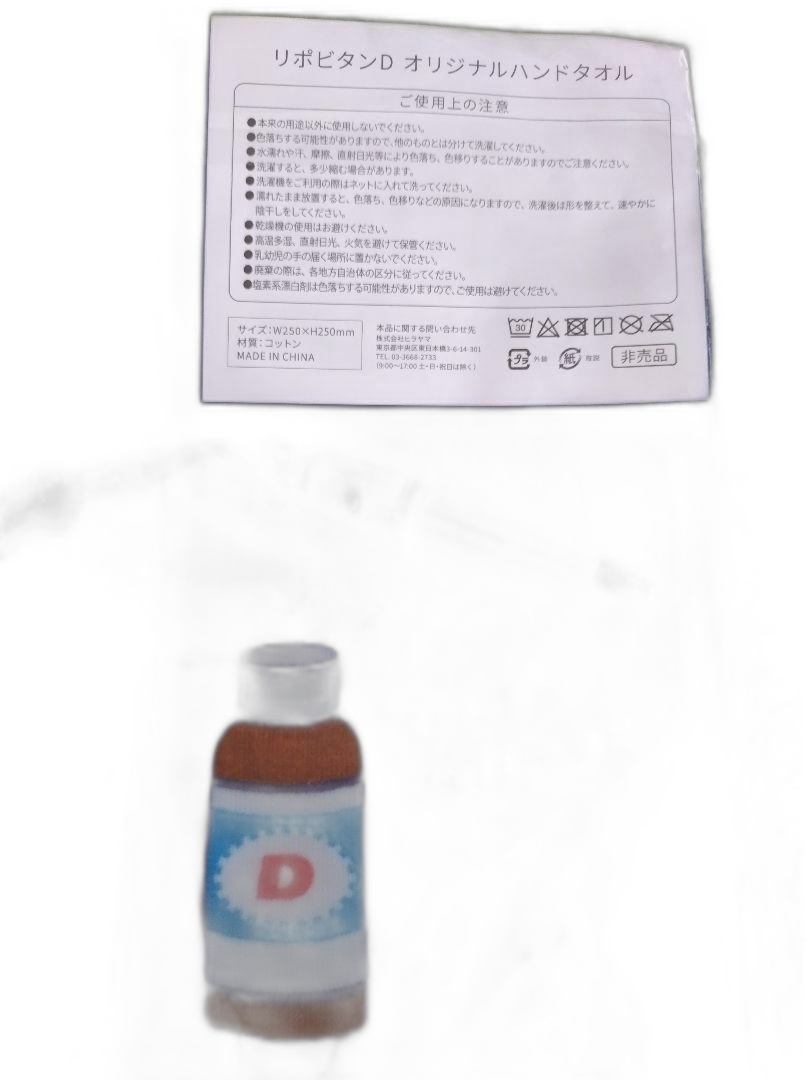 リポビタンD オリジナルハンドタオル
ご使用上の注意
●本来の用途以外に使用しないでください。
●色落ちする可能性がありますので、他のものとは分けて洗濯してください。
●水濡れや汗、摩擦、直射日光等により色落ち、色移りすることがありますのでご注意ください。
●洗濯すると、多少縮む場合があります。
●洗濯機をご利用の際はネットに入れて洗ってください。
●濡れたまま放置すると、色落ち、色移りなどの原因になりますので、洗濯後は形を整えて、速やかに
陰干しをしてください。
●乾燥機の使用はお避けください。
●高温多湿、直射日光、火気を避けて保管ください。
●乳幼児の手の届く場所に置かないでください。
●廃棄の際は、各地方自治体の区分に従ってください。
●塩素系漂白剤は色落ちする可能性がありますので、ご使用は避けてください。
サイズ:W250×H250mm
材質:コットン
MADE IN CHINA
本品に関する問い合わせ先
株式会社ヒラヤマ
東京都中央区東日本橋3-6-14-301
TEL 03-3668-2733
(9:00〜17:00 土・日・祝日は除く)
30
プラ 外装 紙 取説 非売品
D